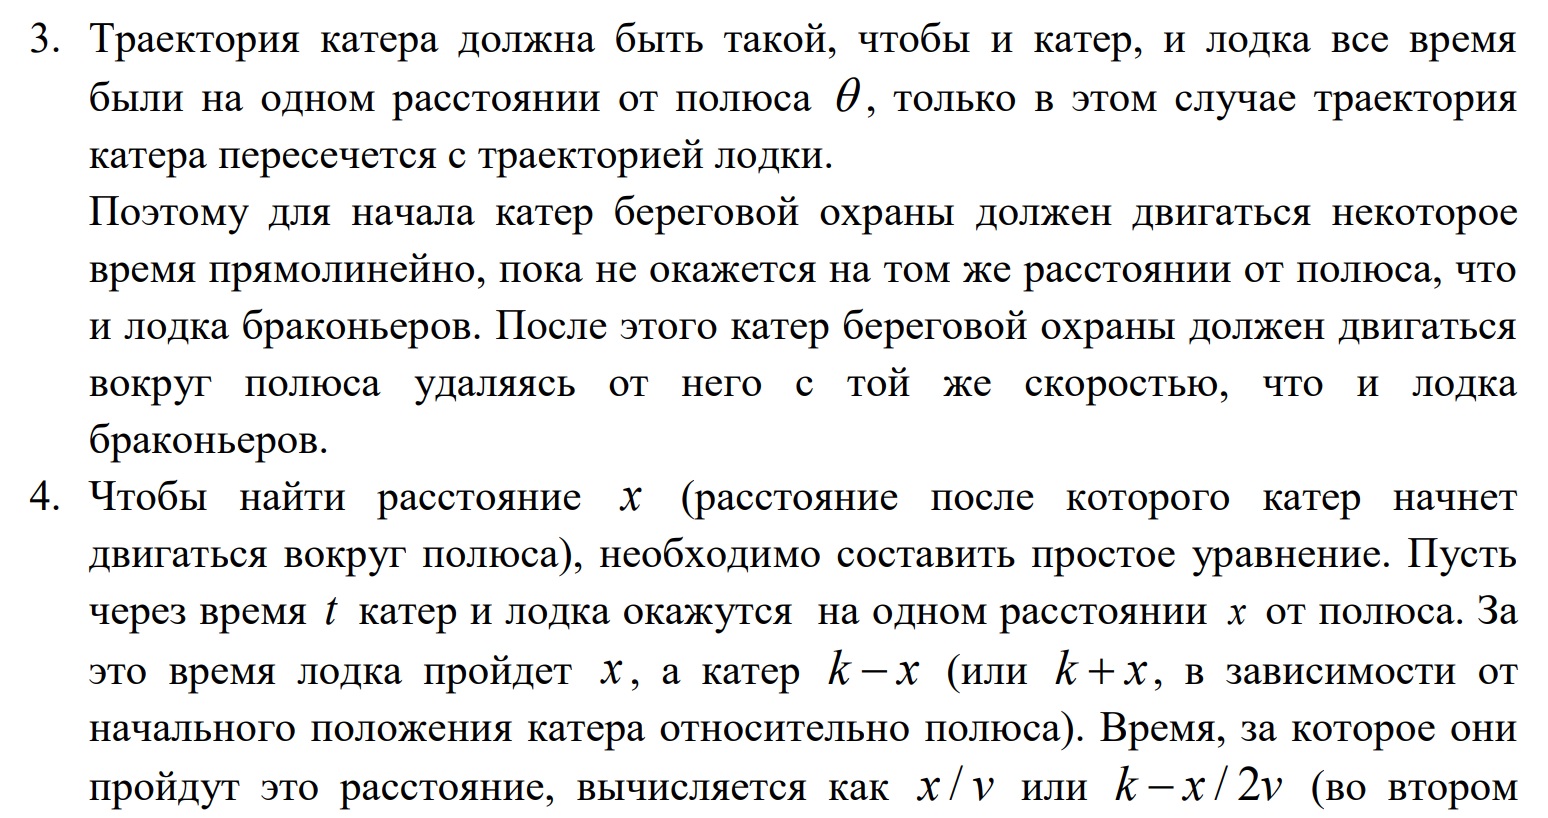 3. Траектория катера должна быть такой, чтобы и катер, и лодка все время
были на одном расстоянии от полюса θ, только в этом случае траектория
катера пересечется с траекторией лодки.
Поэтому для начала катер береговой охраны должен двигаться некоторое
время прямолинейно, пока не окажется на том же расстоянии от полюса, что
и лодка браконьеров. После этого катер береговой охраны должен двигаться
вокруг полюса удаляясь от него с той же скоростью, что и лодка
браконьеров.
4. Чтобы найти расстояние x (расстояние после которого катер начнет
двигаться вокруг полюса), необходимо составить простое уравнение. Пусть
через время t катер и лодка окажутся на одном расстоянии x от полюса. За
это время лодка пройдет x, а катер k − x (или k + x, в зависимости от
начального положения катера относительно полюса). Время, за которое они
пройдут это расстояние, вычисляется как x / v или k − x / 2v (во втором